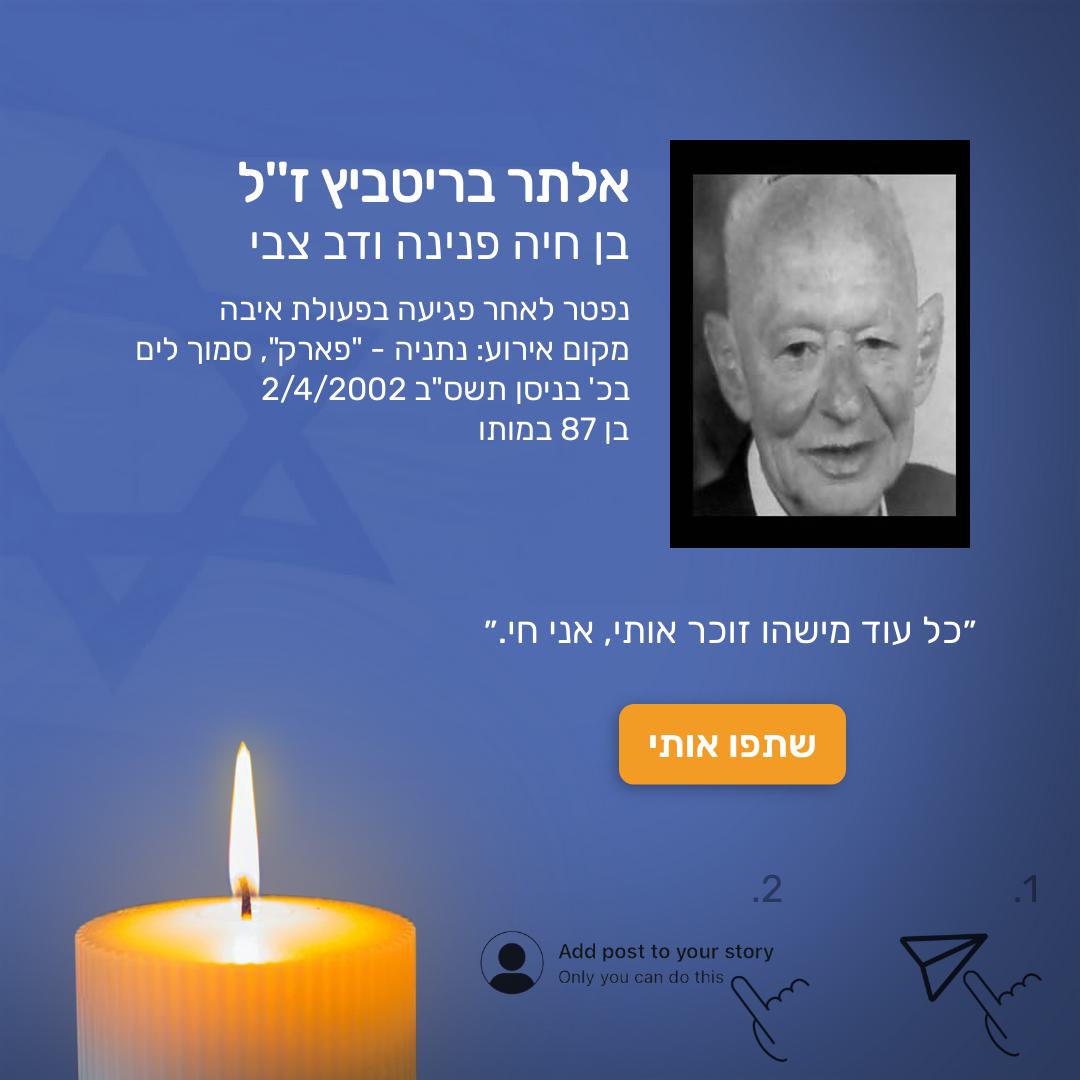 אלתר בריטביץ ז"ל
בן חיה פנינה ודב צבי
נפטר לאחר פגיעה בפעולת איבה
מקום אירוע: נתניה - "פארק", סמוך לים
בכ' בניסן תשס"ב 2/4/2002
בן 87 במותו
״כל עוד מישהו זוכר אותי, אני חי.״
שתפו אותי
1.
2.
Add post to your story
Only you can do this